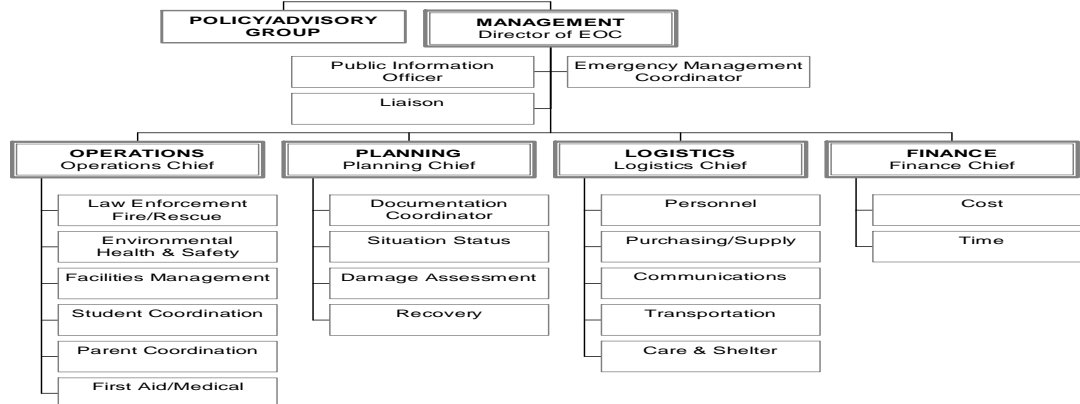 POLICY/ADVISORY
GROUP
MANAGEMENT
Director of EOC
Public Information
Officer
Emergency Management
Coordinator
Liaison
OPERATIONS
Operations Chief
Law Enforcement
Fire/Rescue
Environmental
Health & Safety
Facilities Management
Student Coordination
Parent Coordination
First Aid/Medical
PLANNING
Planning Chief
Documentation
Coordinator
Situation Status
Damage Assessment
Recovery
LOGISTICS
Logistics Chief
Personnel
Purchasing/Supply
Communications
Transportation
Care & Shelter
FINANCE
Finance Chief
Cost
Time